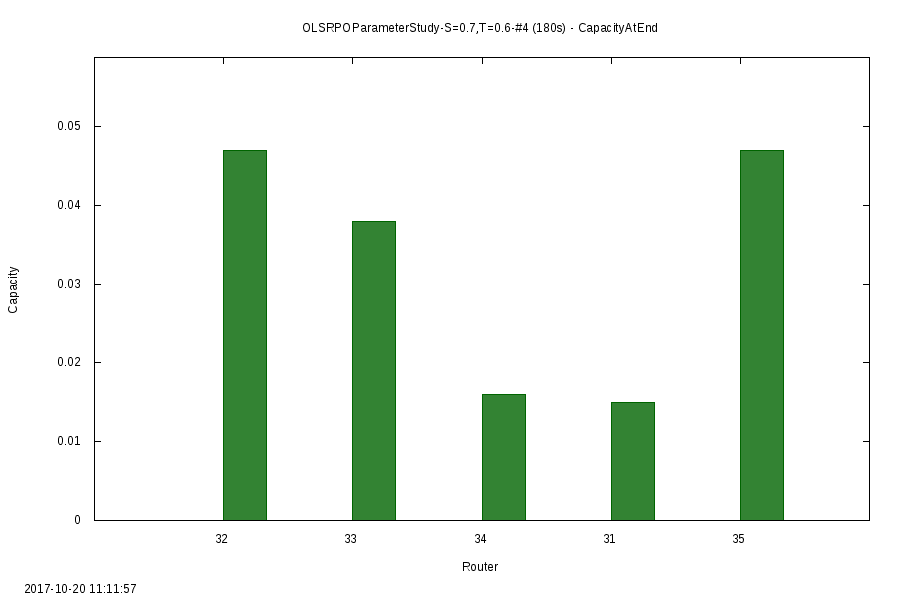 OLSRPOParameterStudy-S=0.7,T=0.6-#4 (180s) - CapacityAtEnd
0.05
0.04
0.03
0.02
0.01
0
Capacity
32 33 34 31 35
Router
2017-10-20 11:11:57